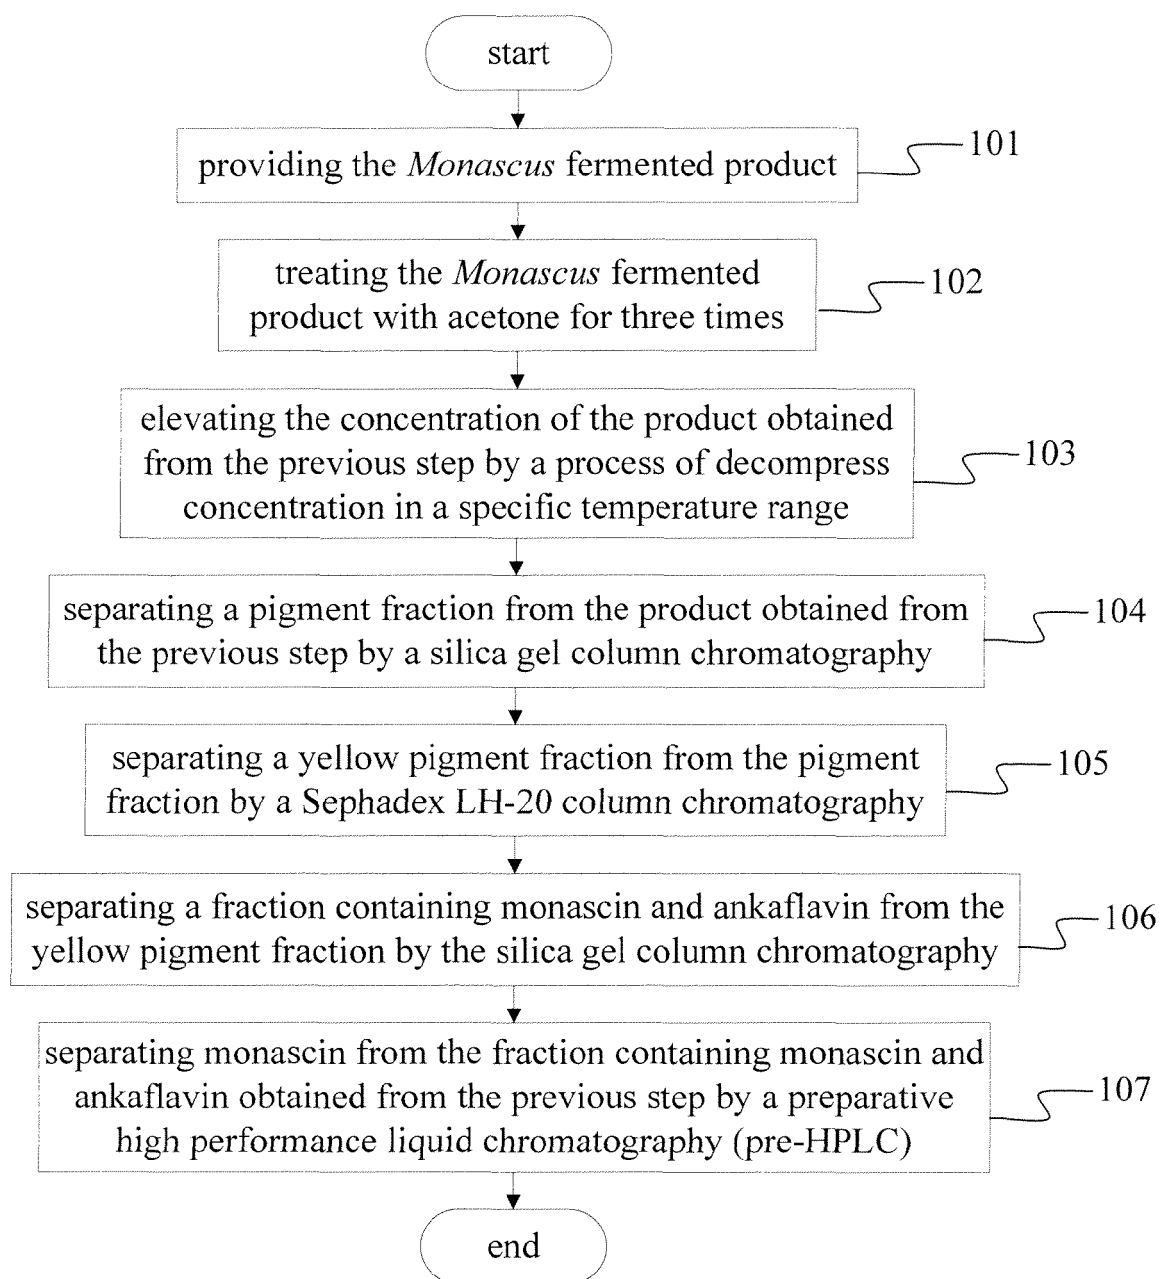 start
providing the Monascus fermented product
101
treating the Monascus fermented
product with acetone for three times
102
elevating the concentration of the product obtained
from the previous step by a process of decompress
concentration in a specific temperature range
103
separating a pigment fraction from the product obtained from
the previous step by a silica gel column chromatography
104
separating a yellow pigment fraction from the pigment
fraction by a Sephadex LH-20 column chromatography
105
separating a fraction containing monascin and ankaflavin from the
yellow pigment fraction by the silica gel column chromatography
106
separating monascin from the fraction containing monascin and
ankaflavin obtained from the previous step by a preparative
high performance liquid chromatography (pre-HPLC)
107
end